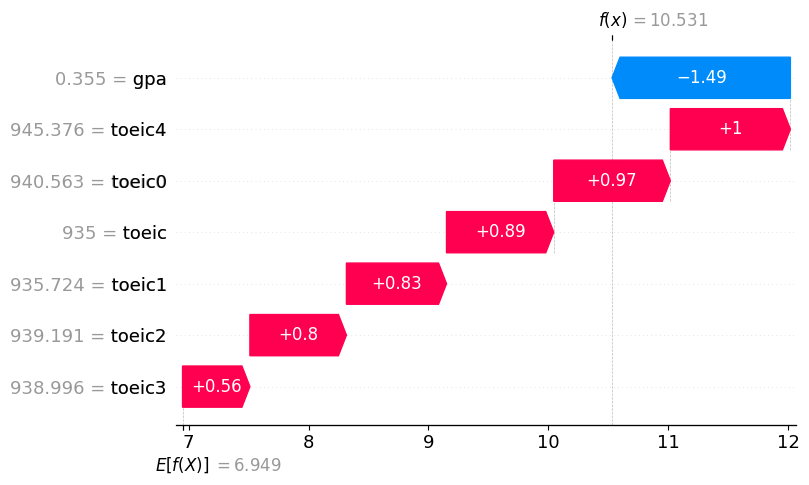 f(x) = 10.531
0.355 = gpa
−1.49
945.376 = toeic4
+1
940.563 = toeic0
+0.97
935 = toeic
+0.89
935.724 = toeic1
+0.83
939.191 = toeic2
+0.8
938.996 = toeic3
+0.56
7 8 9 10 11 12
E[f(X)] = 6.949